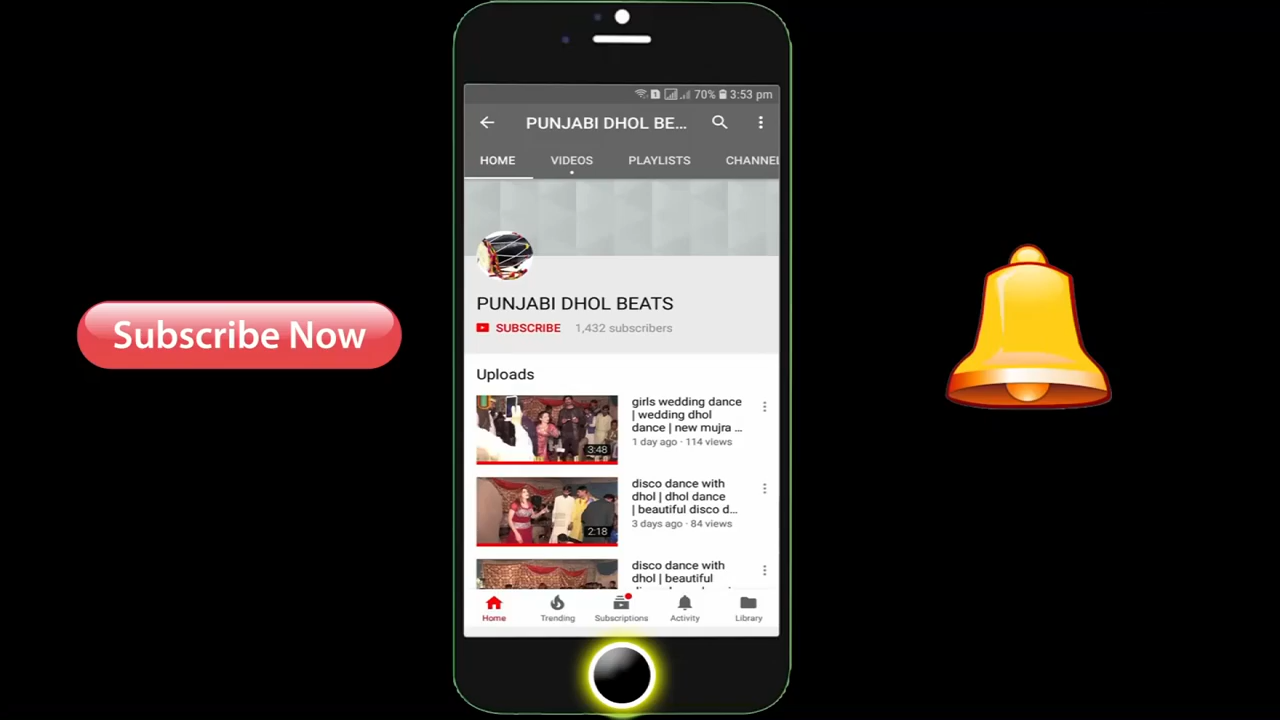 70% 3:53 pm
PUNJABI DHOL BE...
HOME VIDEOS PLAYLISTS CHANNEL
PUNJABI DHOL BEATS
SUBSCRIBE 1,432 subscribers
Subscribe Now
Uploads
girls wedding dance
| wedding dhol
dance | new mujra ...
1 day ago · 114 views
3:48
disco dance with
dhol | dhol dance
| beautiful disco d...
3 days ago · 84 views
2:18
disco dance with
dhol | beautiful
Home Trending Subscriptions Activity Library